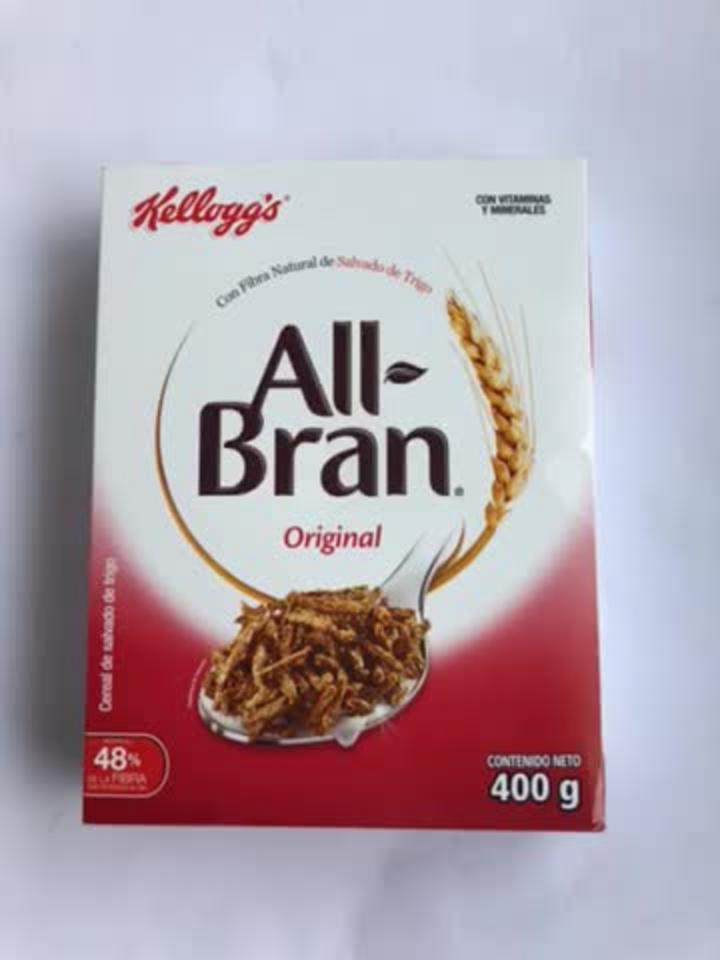 Kellogg's®
CON VITAMINAS
Y MINERALES
Con Fibra Natural de Salvado de Trigo
All-
Bran®
Original
Cereal de salvado de trigo
48%
DE LA FIBRA
CONTENIDO NETO
400 g